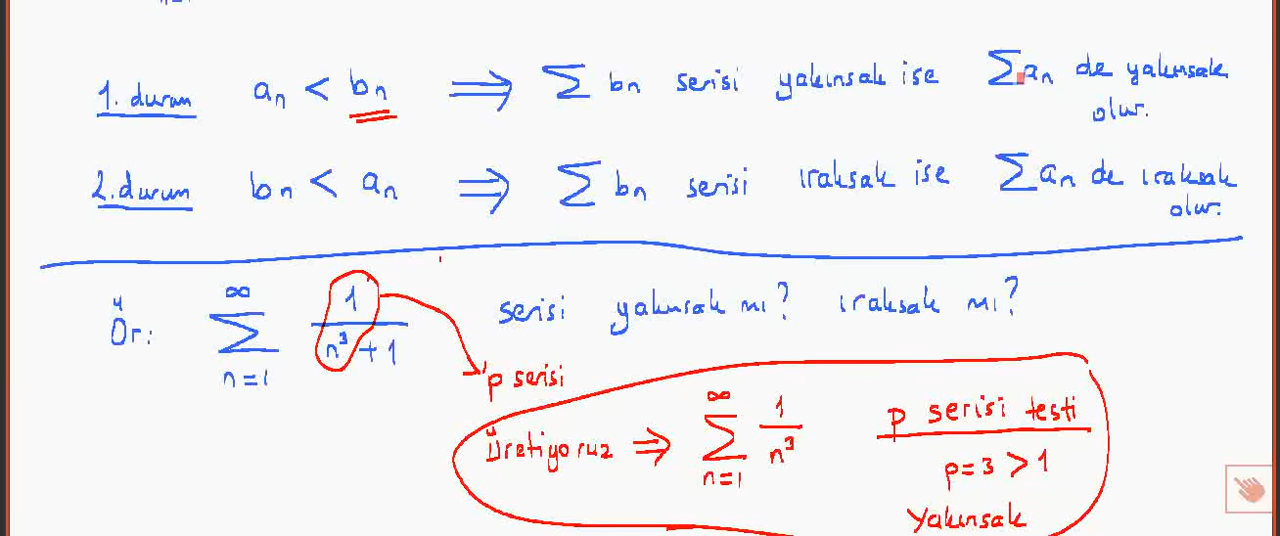 1. durum aₙ < bₙ ⟹ ∑ bₙ serisi yakınsak ise ∑aₙ de yakınsak olur.
2. durum bₙ < aₙ ⟹ ∑ bₙ serisi ıraksak ise ∑aₙ de ıraksak olur.
Ör: ∑_{n=1}^{∞} 1/(n³+1) serisi yakınsak mı? ıraksak mı?
p serisi
Üretiyoruz ⟹ ∑_{n=1}^{∞} 1/n³
p serisi testi
p=3 > 1
Yakınsak